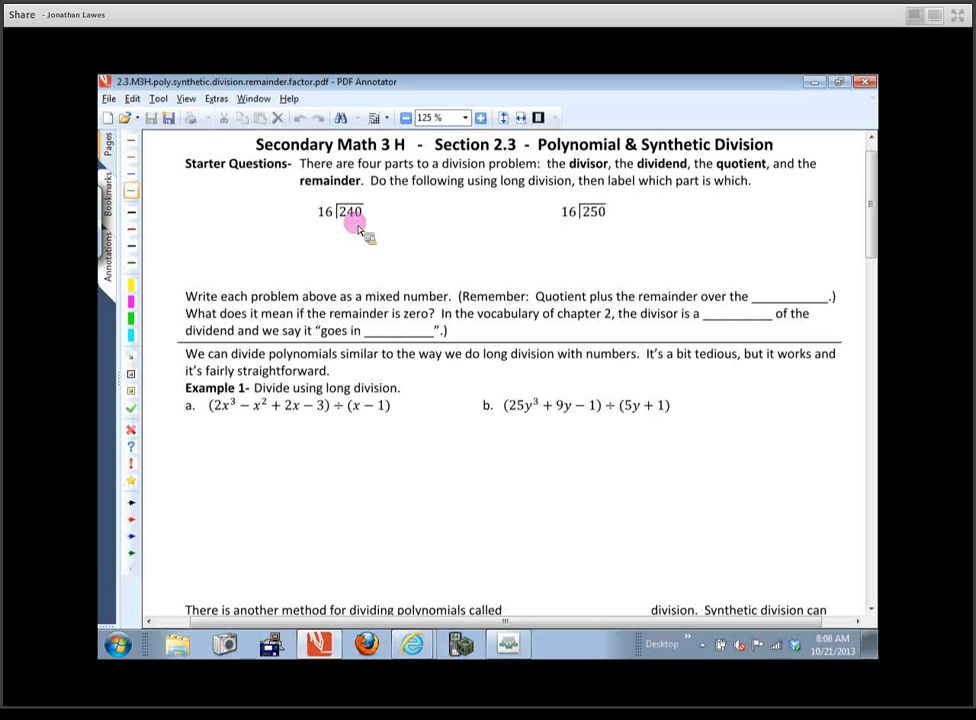 Share - Jonathan Lawes
2.3.M3H.poly.synthetic.division.remainder.factor.pdf - PDF Annotator
File Edit Tool View Extras Window Help
125 %
Pages
Bookmarks
Annotations
Secondary Math 3 H - Section 2.3 - Polynomial & Synthetic Division
Starter Questions- There are four parts to a division problem: the divisor, the dividend, the quotient, and the
remainder. Do the following using long division, then label which part is which.
16 240 16 250
Write each problem above as a mixed number. (Remember: Quotient plus the remainder over the ____________.)
What does it mean if the remainder is zero? In the vocabulary of chapter 2, the divisor is a __________ of the
dividend and we say it “goes in __________”.)
We can divide polynomials similar to the way we do long division with numbers. It’s a bit tedious, but it works and
it’s fairly straightforward.
Example 1- Divide using long division.
a. (2x³ − x² + 2x − 3) ÷ (x − 1) b. (25y³ + 9y − 1) ÷ (5y + 1)
There is another method for dividing polynomials called division. Synthetic division can
Desktop
8:08 AM
10/21/2013